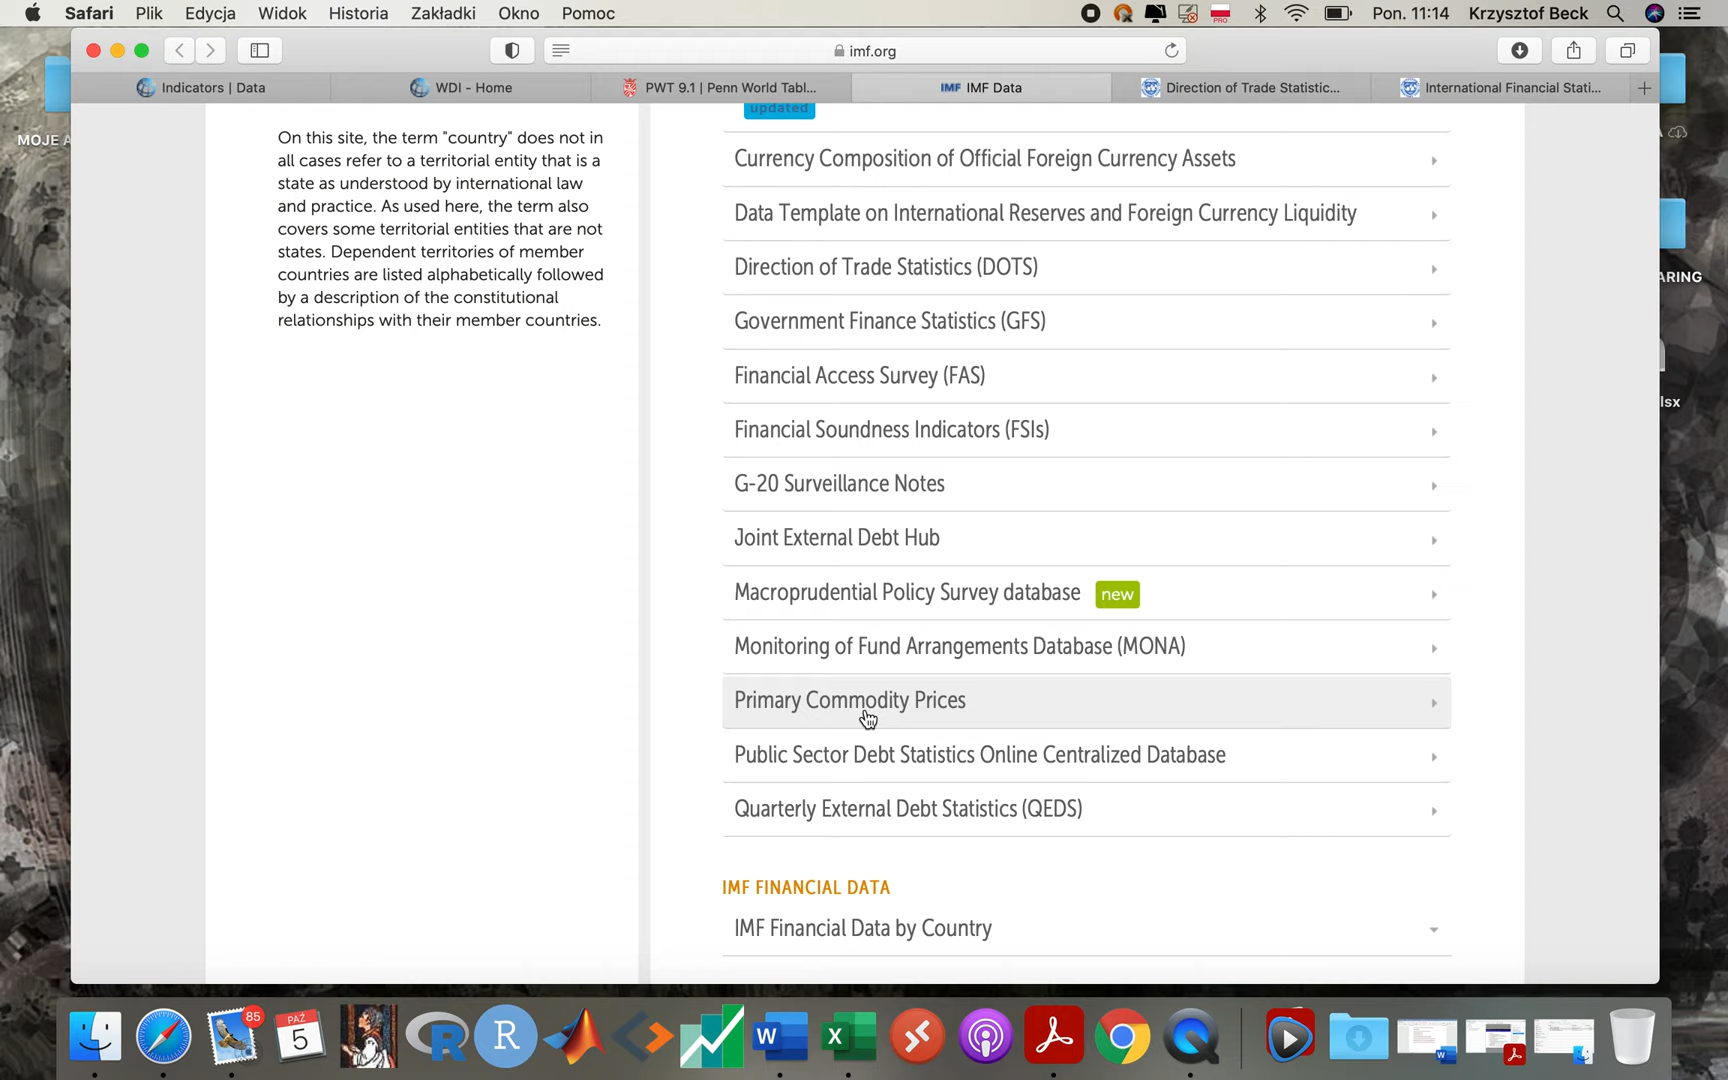 Safari Plik Edycja Widok Historia Zakładki Okno Pomoc
PRO
Pon. 11:14 Krzysztof Beck
imf.org
Indicators | Data
WDI - Home
PWT 9.1 | Penn World Tabl...
IMF IMF Data
Direction of Trade Statistic...
International Financial Stati...
MOJE A
ARING
lsx
On this site, the term "country" does not in
all cases refer to a territorial entity that is a
state as understood by international law
and practice. As used here, the term also
covers some territorial entities that are not
states. Dependent territories of member
countries are listed alphabetically followed
by a description of the constitutional
relationships with their member countries.
updated
Currency Composition of Official Foreign Currency Assets
Data Template on International Reserves and Foreign Currency Liquidity
Direction of Trade Statistics (DOTS)
Government Finance Statistics (GFS)
Financial Access Survey (FAS)
Financial Soundness Indicators (FSIs)
G-20 Surveillance Notes
Joint External Debt Hub
Macroprudential Policy Survey database new
Monitoring of Fund Arrangements Database (MONA)
Primary Commodity Prices
Public Sector Debt Statistics Online Centralized Database
Quarterly External Debt Statistics (QEDS)
IMF FINANCIAL DATA
IMF Financial Data by Country
85
PAŹ
5
R
R
W
X
W